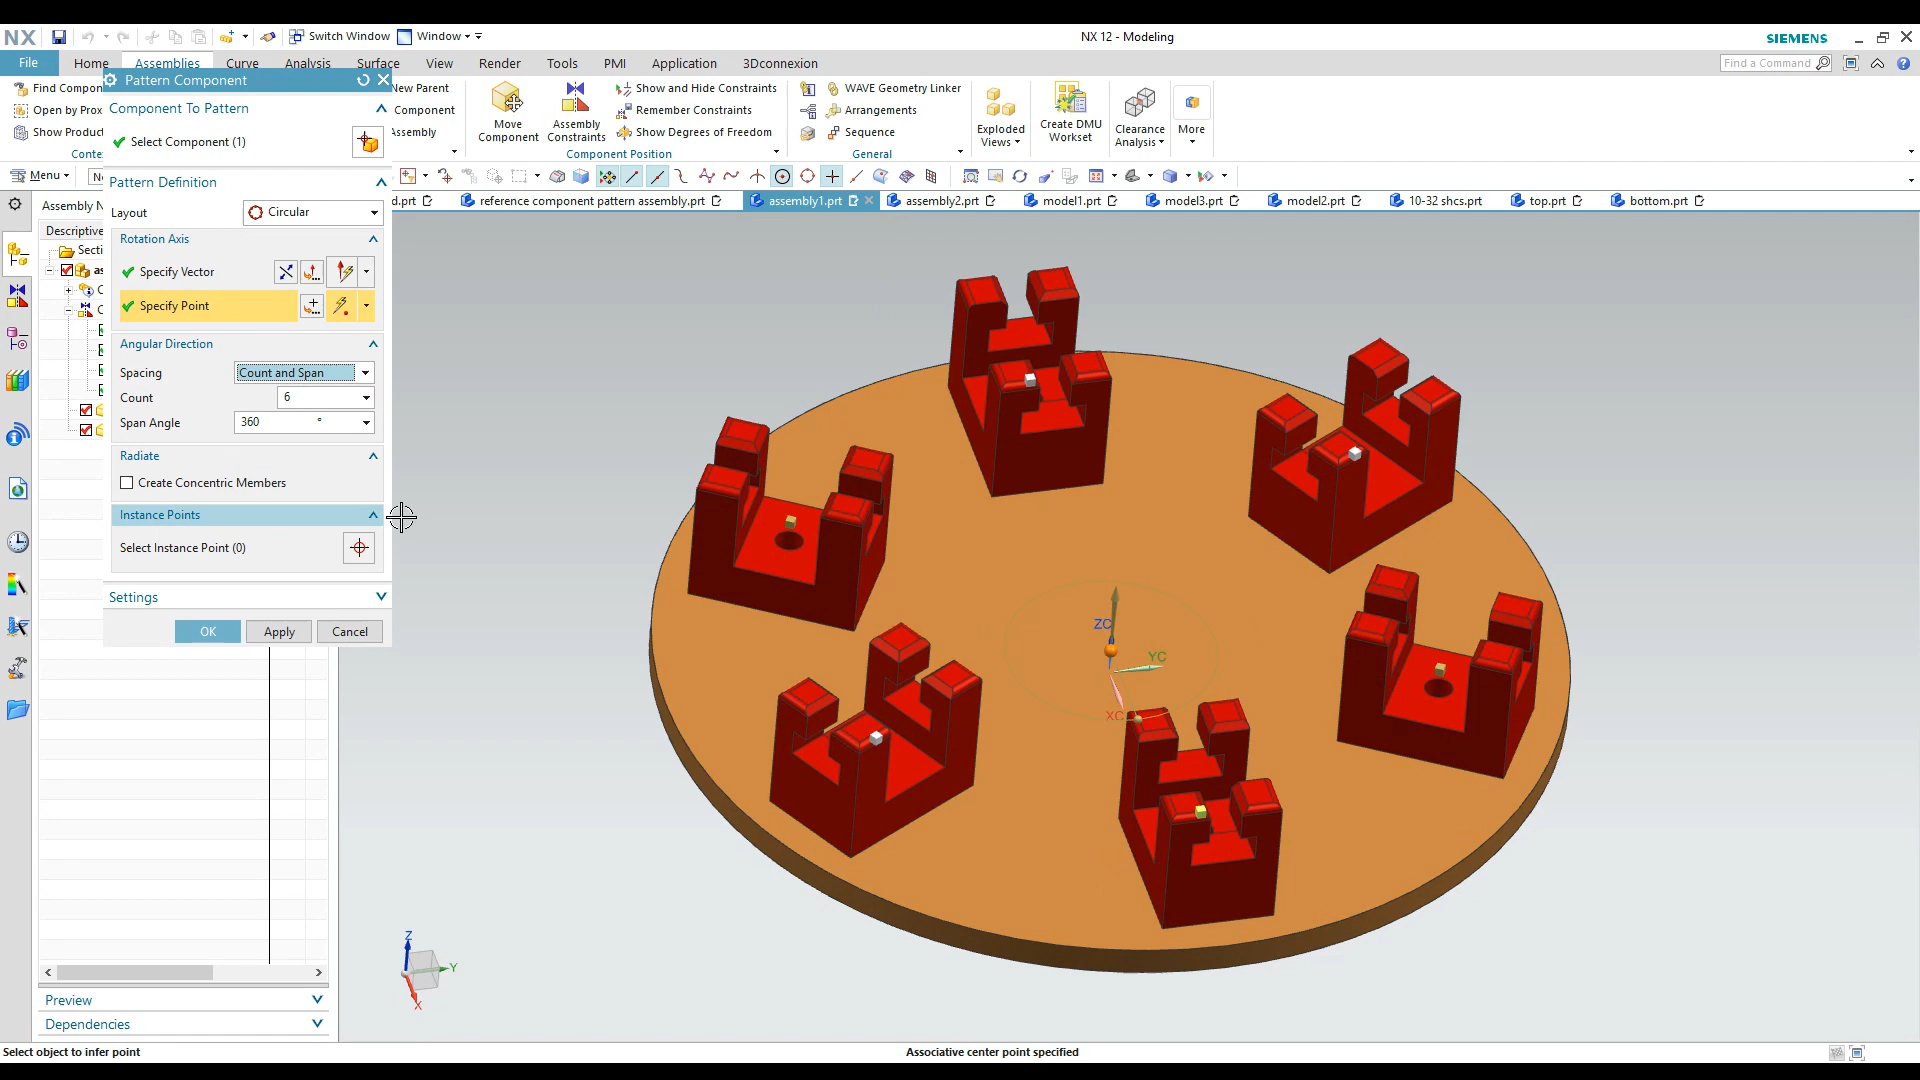 NX
Switch Window
Window
NX 12 - Modeling
SIEMENS
File
Home
Assemblies
Curve
Analysis
Surface
View
Render
Tools
PMI
Application
3Dconnexion
Find a Command
Pattern Component
Find Compon
Open by Prox
Show Product
Conte
New Parent
Component
Assembly
Move
Component
Assembly
Constraints
Show and Hide Constraints
Remember Constraints
Show Degrees of Freedom
Component Position
WAVE Geometry Linker
Arrangements
Sequence
General
Exploded
Views
Create DMU
Workset
Clearance
Analysis
More
Menu
d.prt
reference component pattern assembly.prt
assembly1.prt
assembly2.prt
model1.prt
model3.prt
model2.prt
10-32 shcs.prt
top.prt
bottom.prt
Assembly N
Descriptive
Secti
as
Component To Pattern
Select Component (1)
Pattern Definition
Layout
Circular
Rotation Axis
Specify Vector
Specify Point
Angular Direction
Spacing
Count and Span
Count
6
Span Angle
360
°
Radiate
Create Concentric Members
Instance Points
Select Instance Point (0)
Settings
OK
Apply
Cancel
ZC
YC
XC
Z
Y
X
Preview
Dependencies
Select object to infer point
Associative center point specified